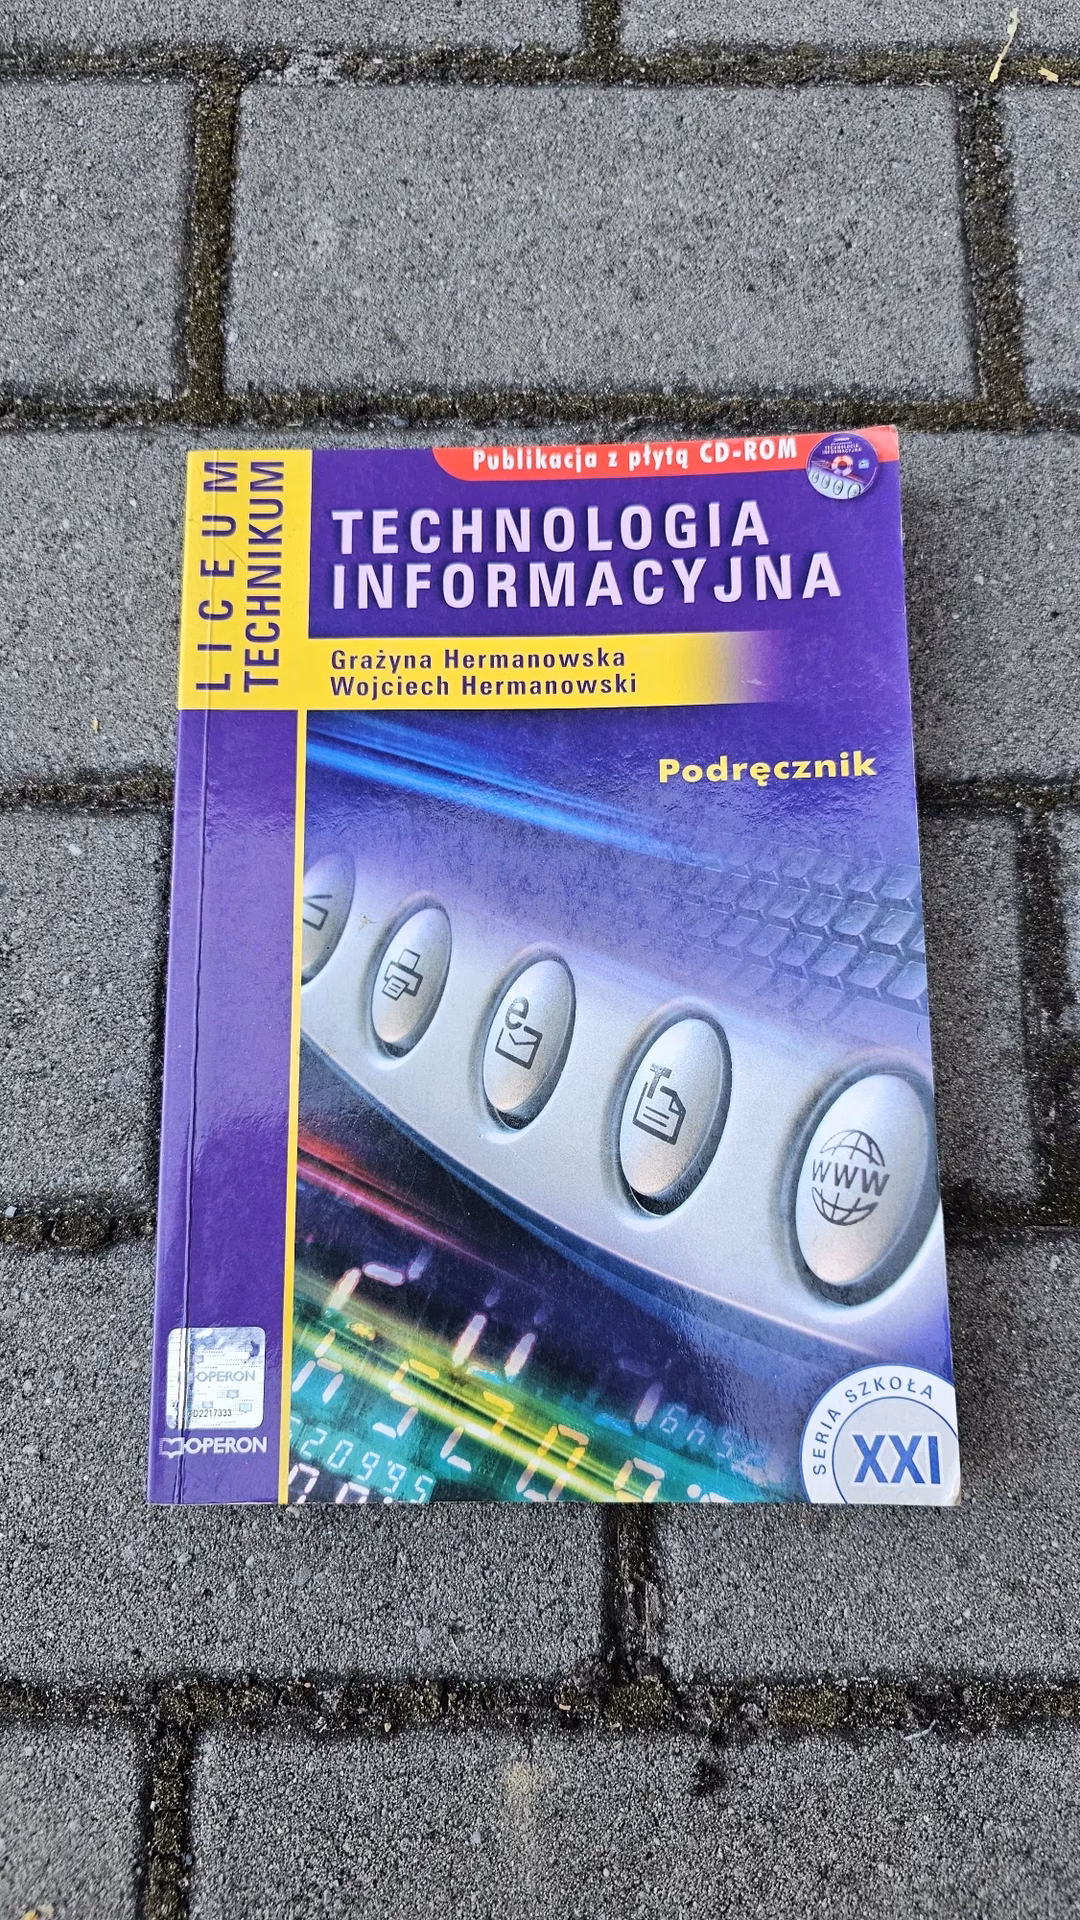 Publikacja z płytą CD-ROM
LICEUM
TECHNIKUM
TECHNOLOGIA
INFORMACYJNA
Grażyna Hermanowska
Wojciech Hermanowski
Podręcznik
e
T
WWW
SERIA SZKOŁA
XXI
OPERON
D2217333
OPERON